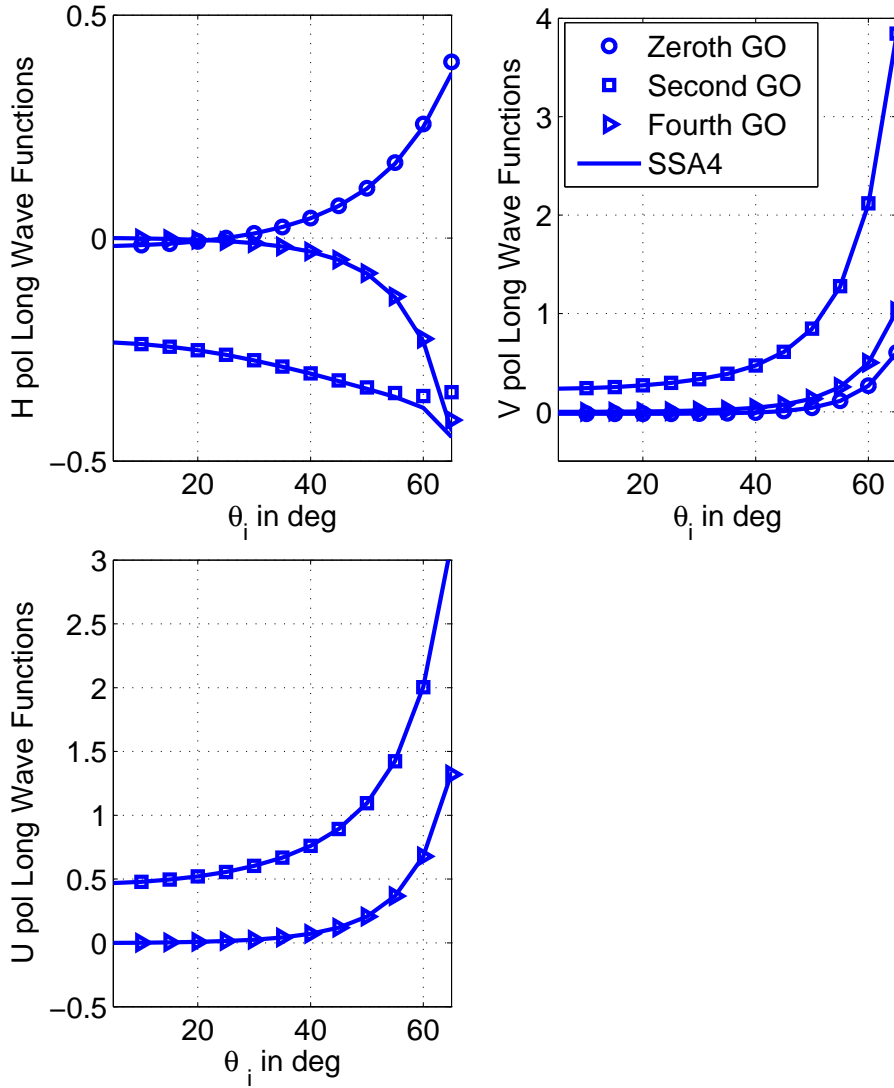 0.5
0
−0.5
20
40
60
θi in deg
H pol Long Wave Functions
4
3
2
1
0
20
40
60
θi in deg
V pol Long Wave Functions
Zeroth GO
Second GO
Fourth GO
SSA4
3
2.5
2
1.5
1
0.5
0
−0.5
20
40
60
θi in deg
U pol Long Wave Functions